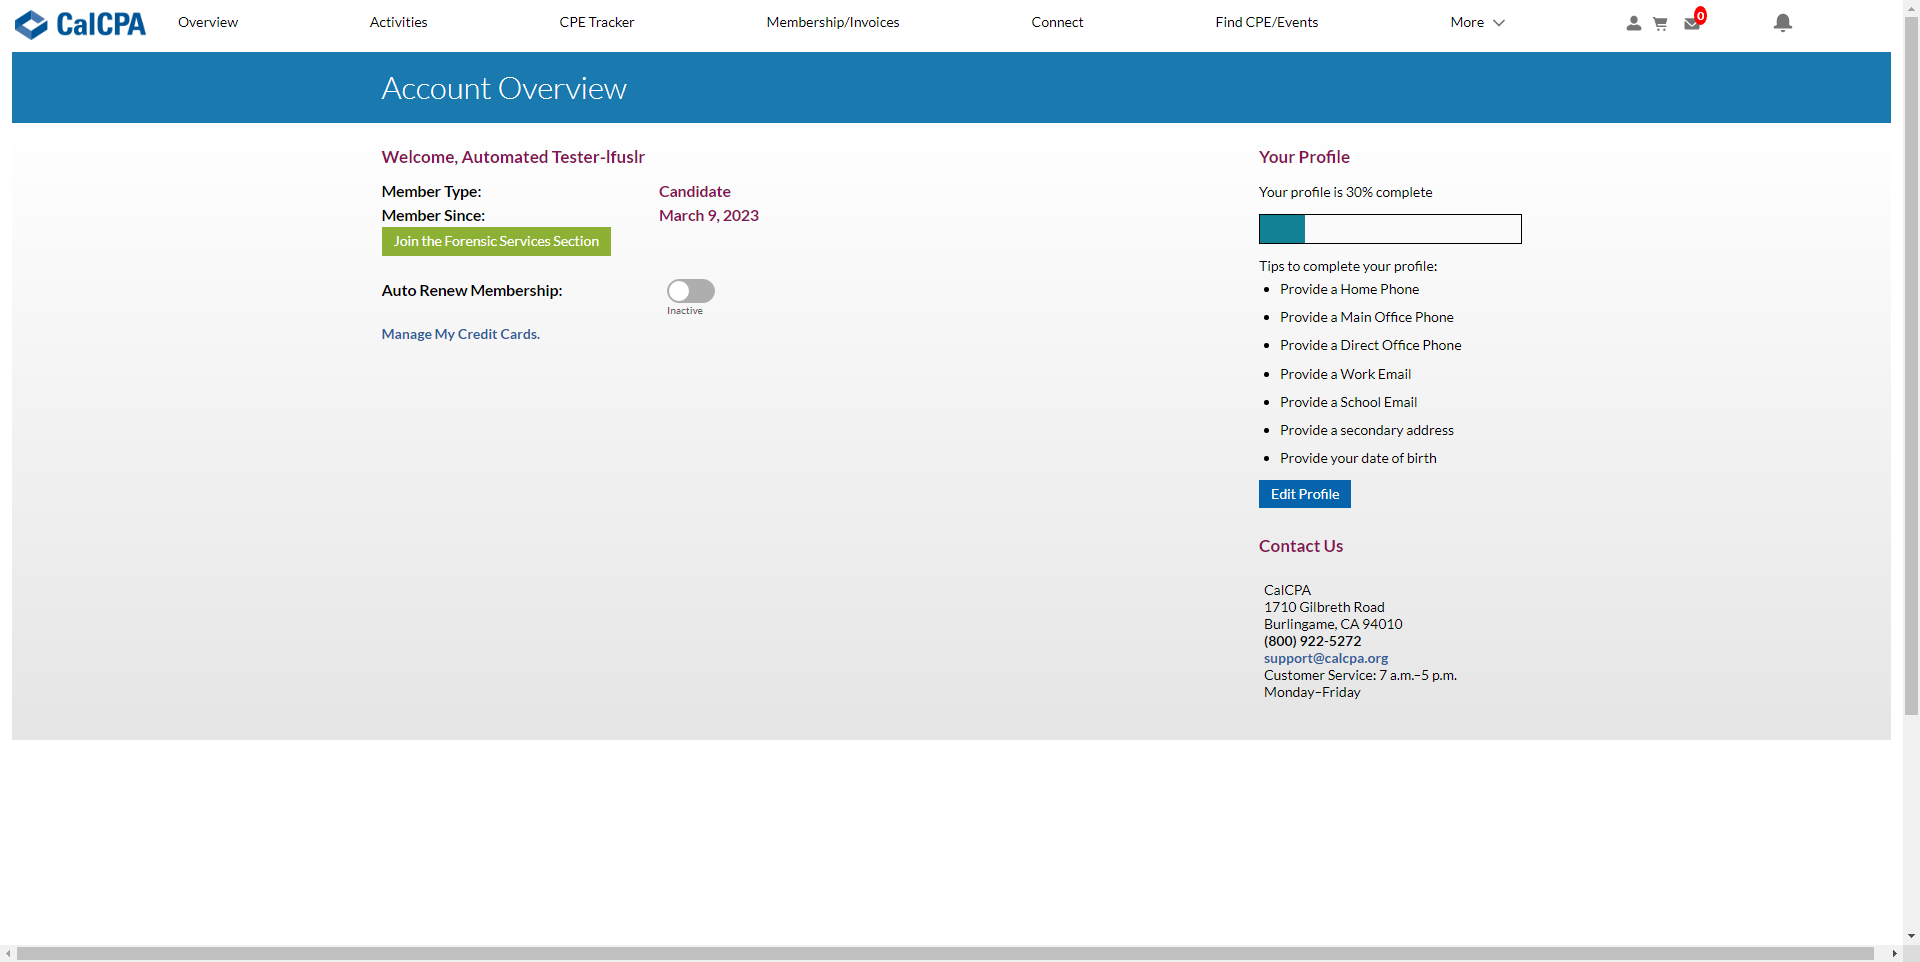 CalCPA
Overview
Activities
CPE Tracker
Membership/Invoices
Connect
Find CPE/Events
More
0
Account Overview
Welcome, Automated Tester-lfuslr
Member Type: Candidate
Member Since: March 9, 2023
Join the Forensic Services Section
Auto Renew Membership:
Inactive
Manage My Credit Cards.
Your Profile
Your profile is 30% complete
Tips to complete your profile:
Provide a Home Phone
Provide a Main Office Phone
Provide a Direct Office Phone
Provide a Work Email
Provide a School Email
Provide a secondary address
Provide your date of birth
Edit Profile
Contact Us
CalCPA
1710 Gilbreth Road
Burlingame, CA 94010
(800) 922-5272
support@calcpa.org
Customer Service: 7 a.m.–5 p.m.
Monday–Friday